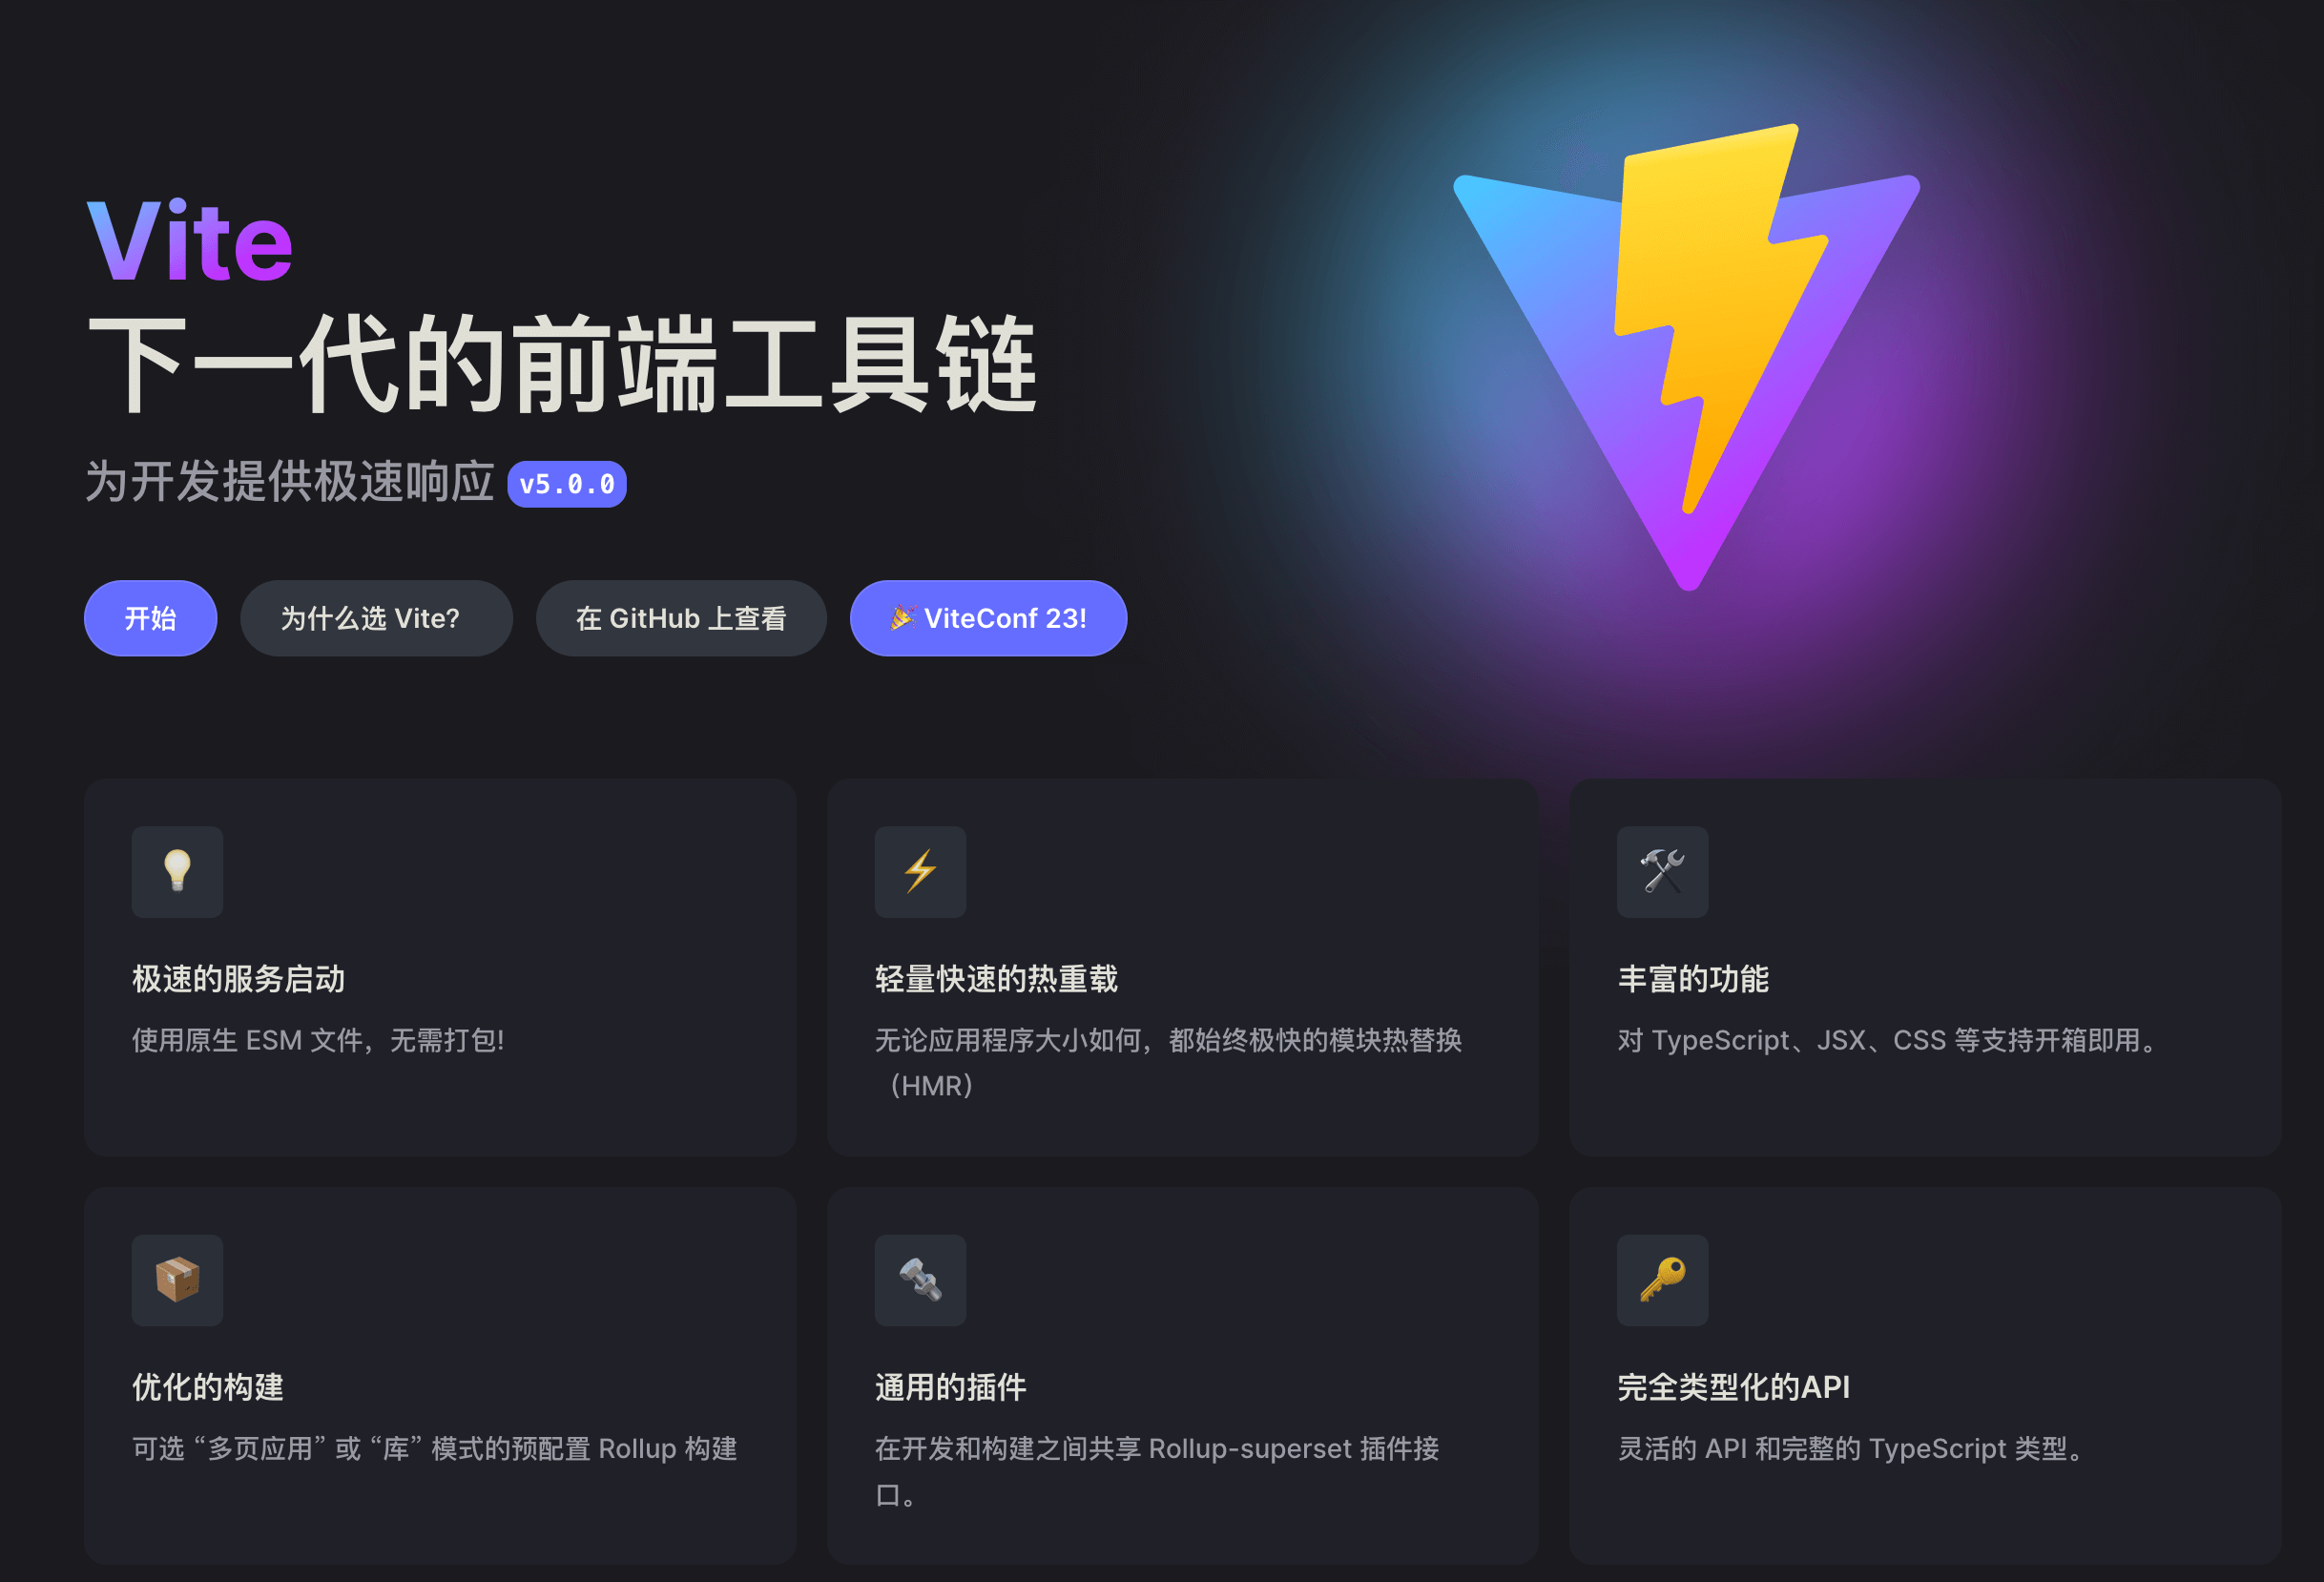 Vite
下一代的前端工具链
为开发提供极速响应 v5.0.0
开始 为什么选 Vite? 在 GitHub 上查看 🎉 ViteConf 23!
极速的服务启动
使用原生 ESM 文件，无需打包!
轻量快速的热重载
无论应用程序大小如何，都始终极快的模块热替换
（HMR）
丰富的功能
对 TypeScript、JSX、CSS 等支持开箱即用。
优化的构建
可选 “多页应用” 或 “库” 模式的预配置 Rollup 构建
通用的插件
在开发和构建之间共享 Rollup-superset 插件接
口。
完全类型化的API
灵活的 API 和完整的 TypeScript 类型。